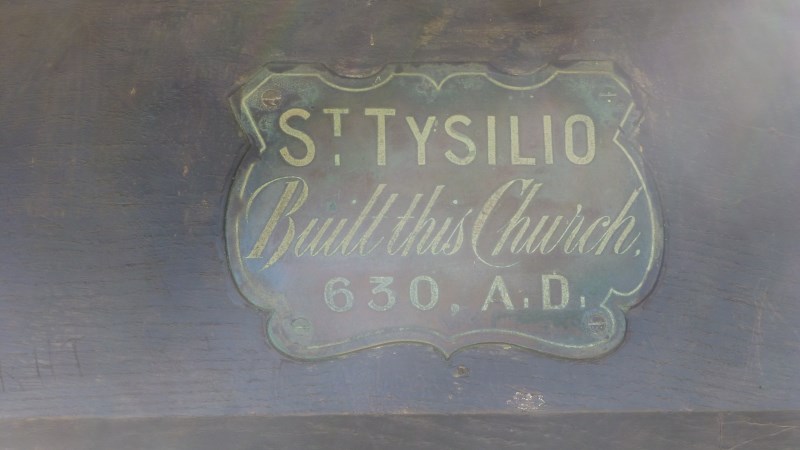 ST. TYSILIO
Built this Church.
630, A.D.